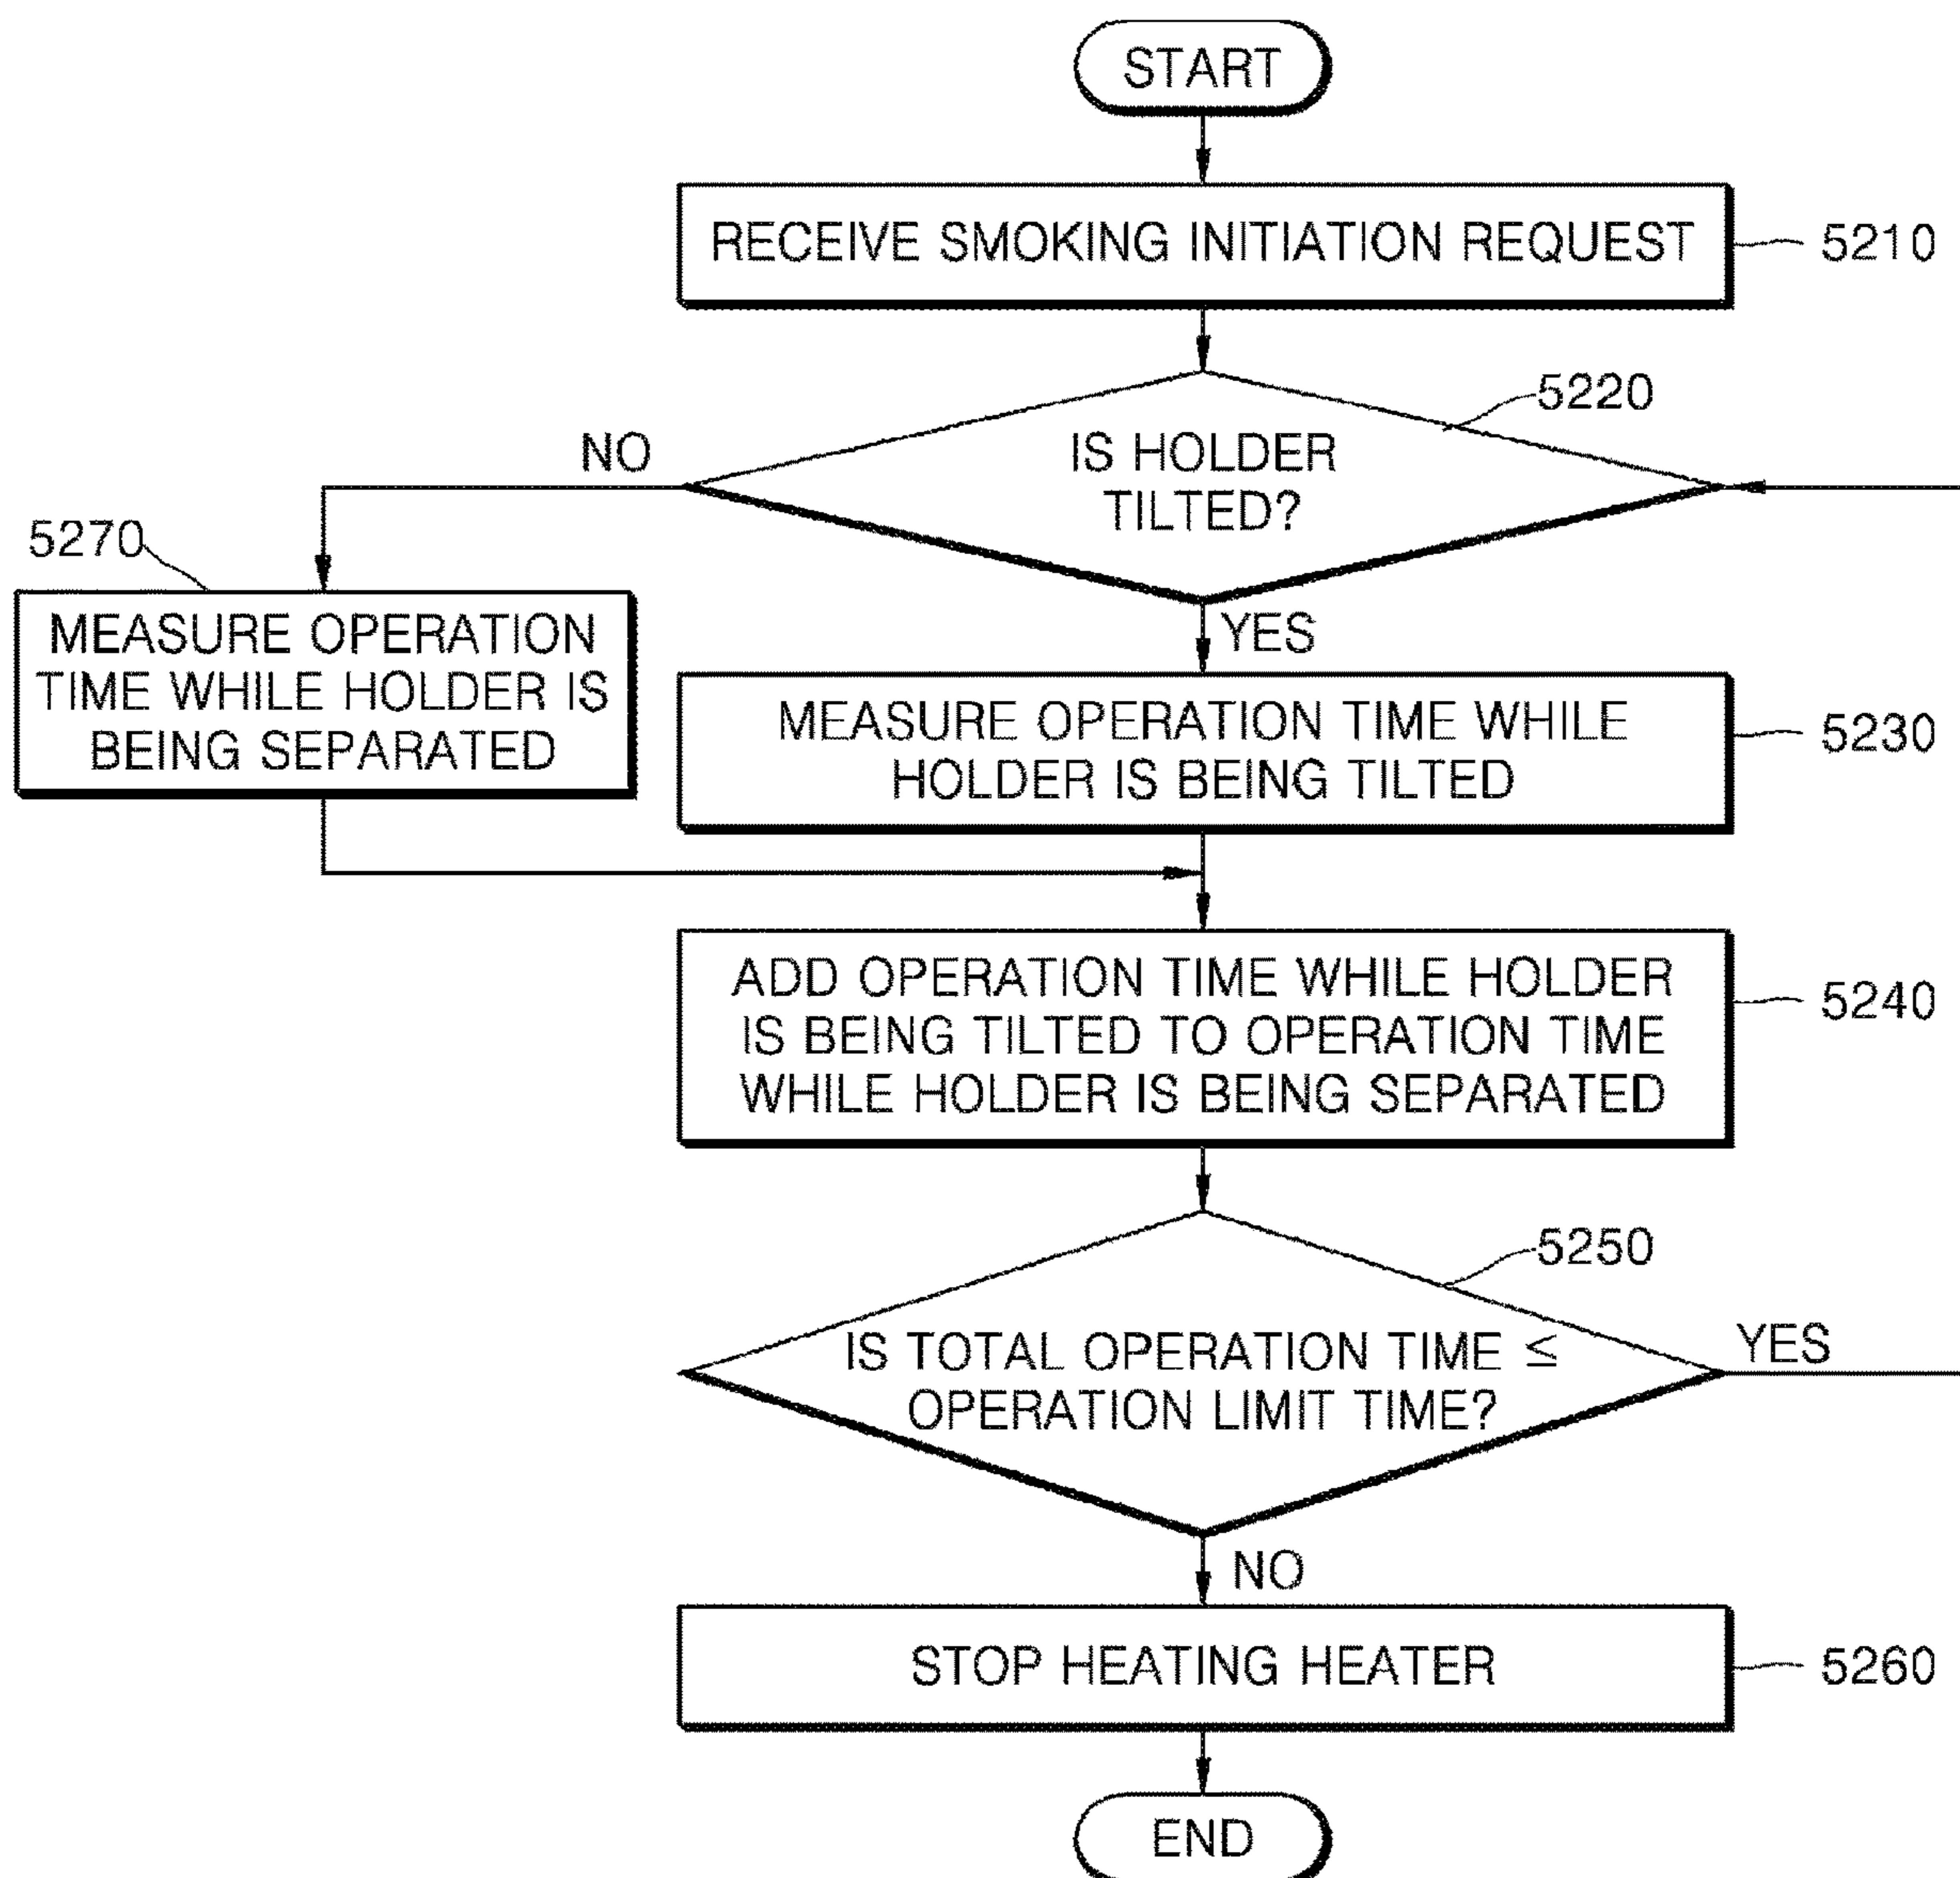 START
RECEIVE SMOKING INITIATION REQUEST
5210
5220
IS HOLDER
TILTED?
NO
YES
5270
MEASURE OPERATION
TIME WHILE HOLDER IS
BEING SEPARATED
MEASURE OPERATION TIME WHILE
HOLDER IS BEING TILTED
5230
ADD OPERATION TIME WHILE HOLDER
IS BEING TILTED TO OPERATION TIME
WHILE HOLDER IS BEING SEPARATED
5240
5250
IS TOTAL OPERATION TIME ≤
OPERATION LIMIT TIME?
YES
NO
STOP HEATING HEATER
5260
END